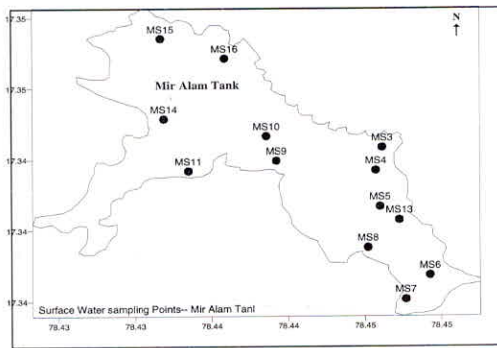 17.35
N
MS15
MS16
Mir Alam Tank
17.35
MS14
MS10
MS3
MS9
MS4
17.34
MS11
MS5
MS13
17.34
MS8
MS6
MS7
17.34
Surface Water sampling Points-- Mir Alam Tanl
78.43
78.43
78.44
78.44
78.45
78.45